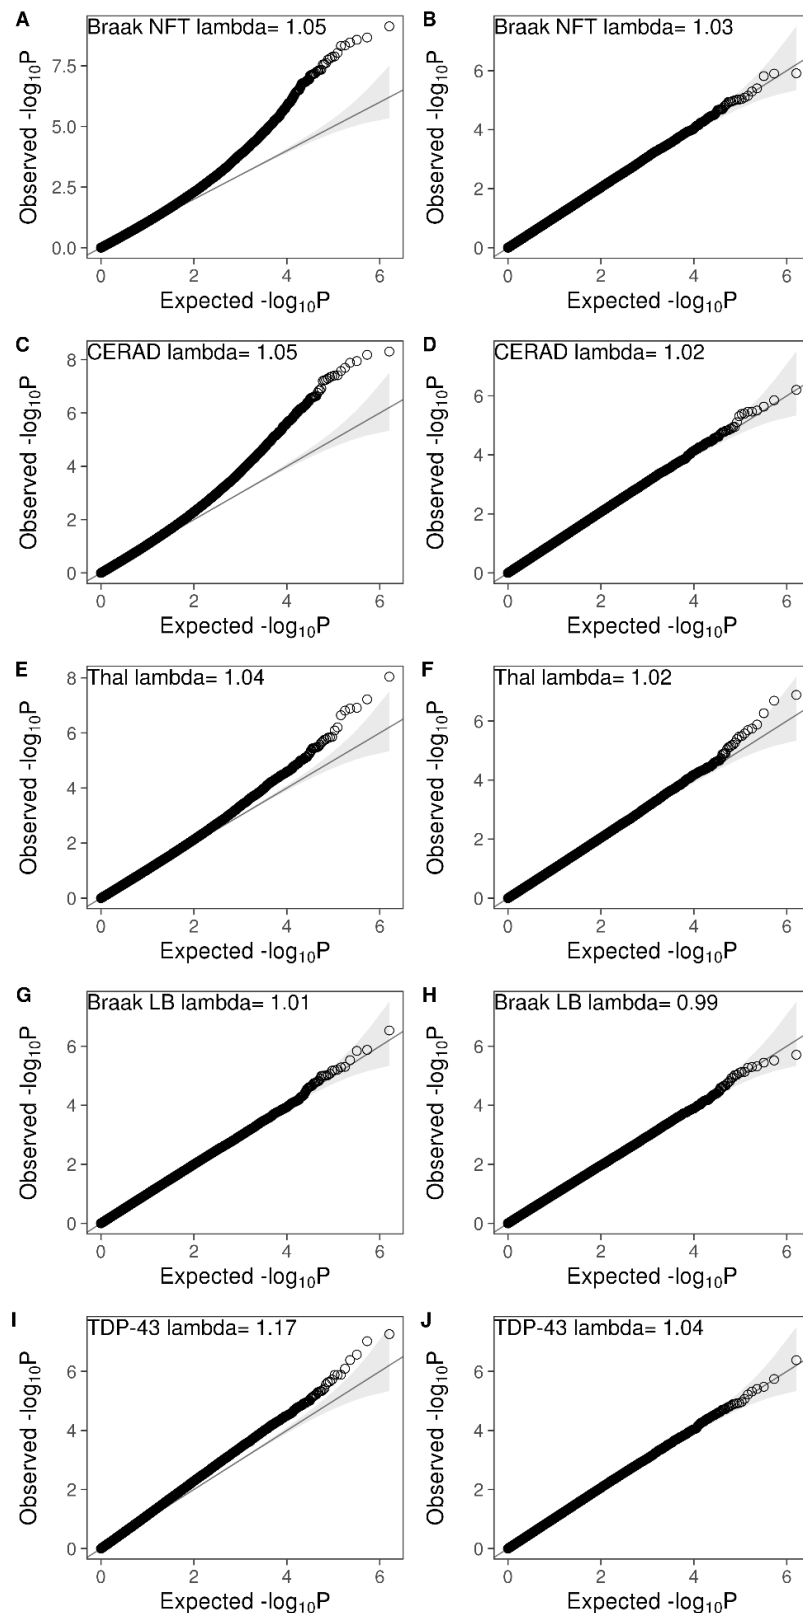 A
Braak NFT lambda= 1.05
Observed -log10P
7.5
5.0
2.5
0.0
0 2 4 6
Expected -log10P
B
Braak NFT lambda= 1.03
Observed -log10P
6
4
2
0
0 2 4 6
Expected -log10P
C
CERAD lambda= 1.05
Observed -log10P
8
6
4
2
0
0 2 4 6
Expected -log10P
D
CERAD lambda= 1.02
Observed -log10P
6
4
2
0
0 2 4 6
Expected -log10P
E
Thal lambda= 1.04
Observed -log10P
8
6
4
2
0
0 2 4 6
Expected -log10P
F
Thal lambda= 1.02
Observed -log10P
6
4
2
0
0 2 4 6
Expected -log10P
G
Braak LB lambda= 1.01
Observed -log10P
6
4
2
0
0 2 4 6
Expected -log10P
H
Braak LB lambda= 0.99
Observed -log10P
6
4
2
0
0 2 4 6
Expected -log10P
I
TDP-43 lambda= 1.17
Observed -log10P
6
4
2
0
0 2 4 6
Expected -log10P
J
TDP-43 lambda= 1.04
Observed -log10P
6
4
2
0
0 2 4 6
Expected -log10P